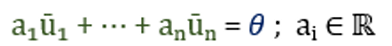 a₁ū₁ + ⋯ + aₙūₙ = θ ; aᵢ ∈ ℝ